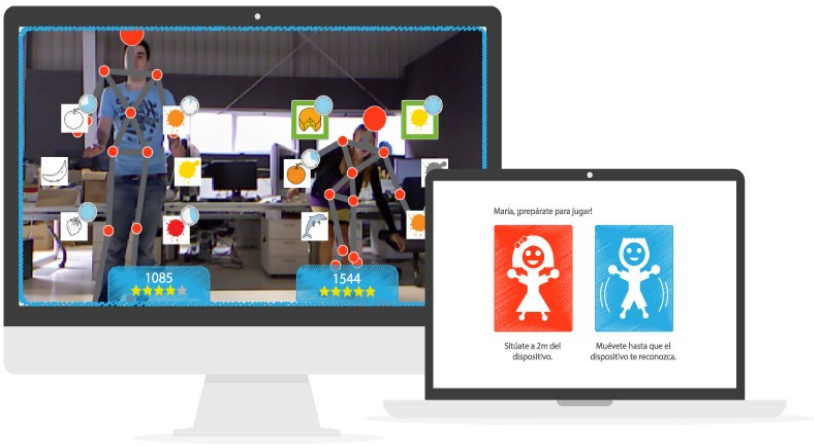 1085
1544
María, ¡prepárate para jugar!
Sitúate a 2m del
dispositivo.
Muévete hasta que el
dispositivo te reconozca.